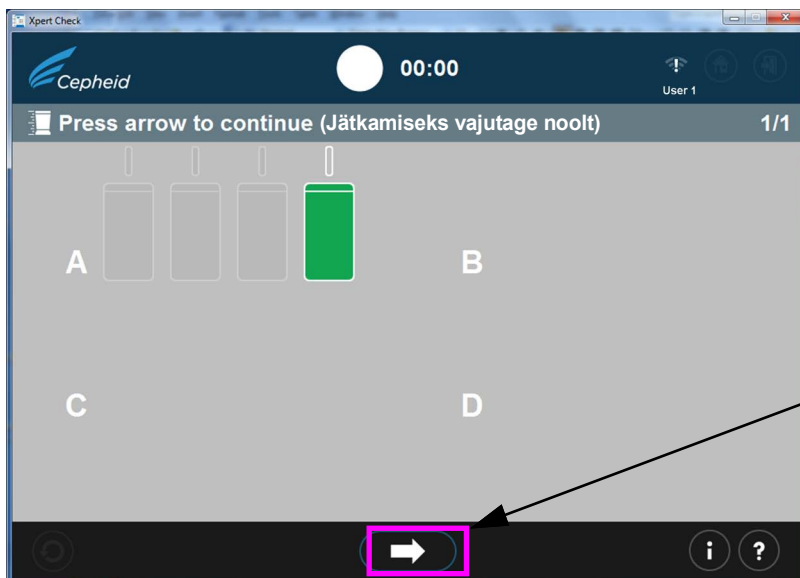 Xpert Check
Cepheid
00:00
User 1
Press arrow to continue (Jätkamiseks vajutage noolt)
1/1
A
B
C
D
i
?